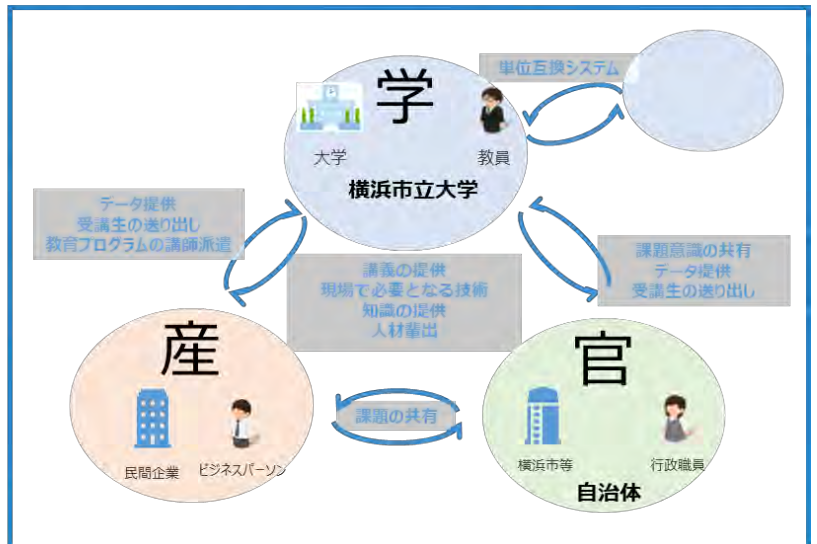 単位互換システム
学
大学
教員
横浜市立大学
データ提供
受講生の送り出し
教育プログラムの講師派遣
課題意識の共有
データ提供
受講生の送り出し
講義の提供
現場で必要となる技術
知識の提供
人材輩出
産
民間企業
ビジネスパーソン
課題の共有
官
横浜市等
行政職員
自治体